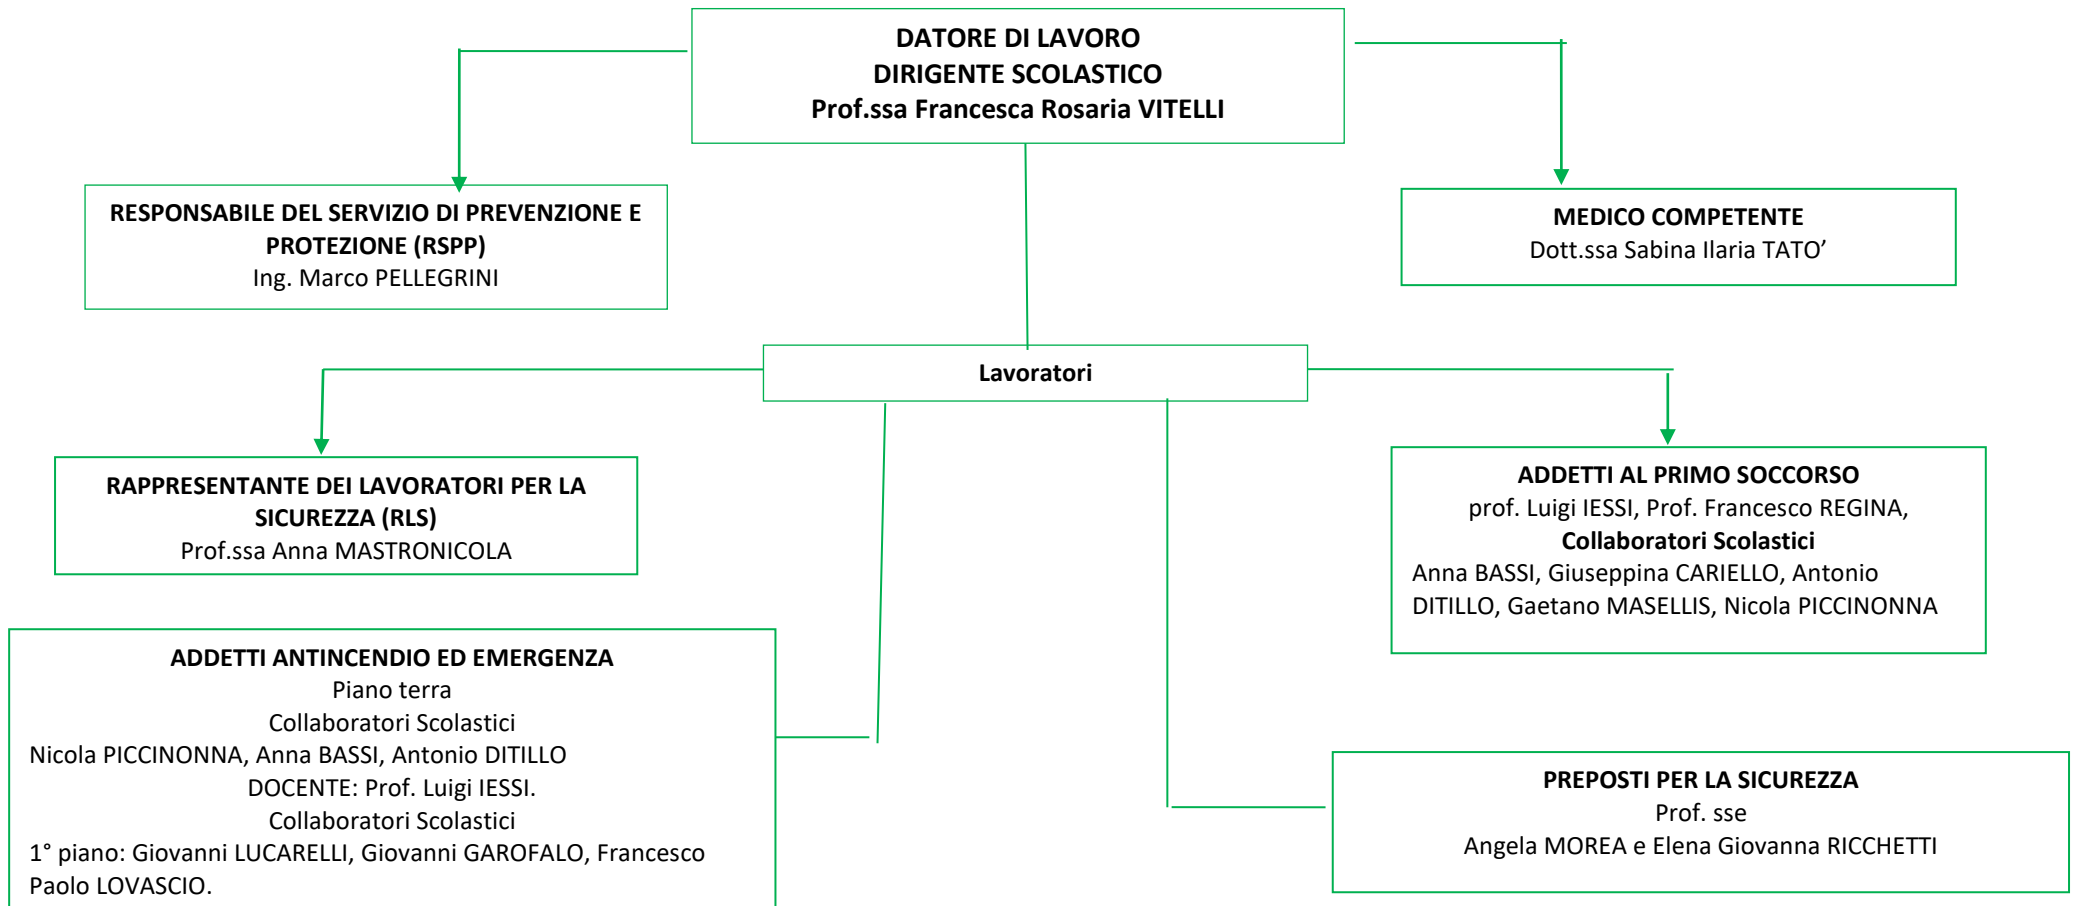 DATORE DI LAVORO
DIRIGENTE SCOLASTICO
Prof.ssa Francesca Rosaria VITELLI
RESPONSABILE DEL SERVIZIO DI PREVENZIONE E
PROTEZIONE (RSPP)
Ing. Marco PELLEGRINI
MEDICO COMPETENTE
Dott.ssa Sabina Ilaria TATO’
Lavoratori
RAPPRESENTANTE DEI LAVORATORI PER LA
SICUREZZA (RLS)
Prof.ssa Anna MASTRONICOLA
ADDETTI AL PRIMO SOCCORSO
prof. Luigi IESSI, Prof. Francesco REGINA,
Collaboratori Scolastici
Anna BASSI, Giuseppina CARIELLO, Antonio
DITILLO, Gaetano MASELLIS, Nicola PICCINONNA
ADDETTI ANTINCENDIO ED EMERGENZA
Piano terra
Collaboratori Scolastici
Nicola PICCINONNA, Anna BASSI, Antonio DITILLO
DOCENTE: Prof. Luigi IESSI.
Collaboratori Scolastici
1° piano: Giovanni LUCARELLI, Giovanni GAROFALO, Francesco
Paolo LOVASCIO.
PREPOSTI PER LA SICUREZZA
Prof. sse
Angela MOREA e Elena Giovanna RICCHETTI